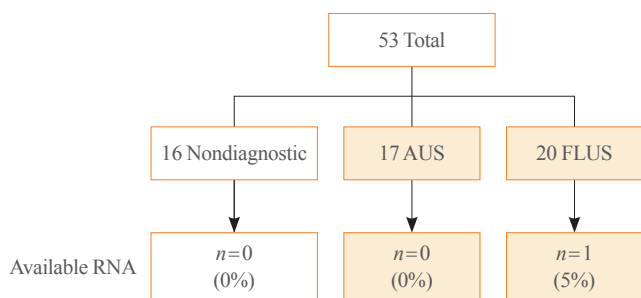 53 Total
16 Nondiagnostic
17 AUS
20 FLUS
Available RNA
n=0
(0%)
n=0
(0%)
n=1
(5%)